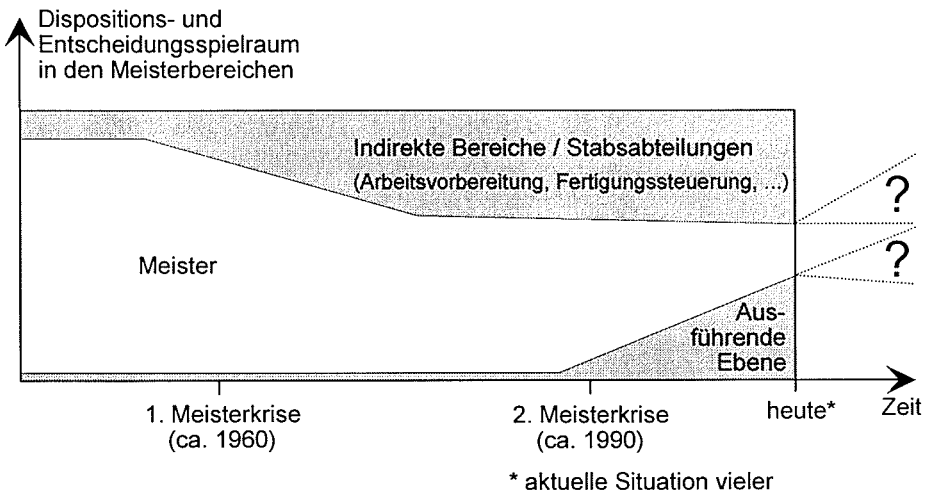 Dispositions- und
Entscheidungsspielraum
in den Meisterbereichen
Indirekte Bereiche / Stabsabteilungen
(Arbeitsvorbereitung, Fertigungssteuerung, ...)
?
Meister
?
Aus-
führende
Ebene
1. Meisterkrise
(ca. 1960)
2. Meisterkrise
(ca. 1990)
heute*
Zeit
* aktuelle Situation vieler